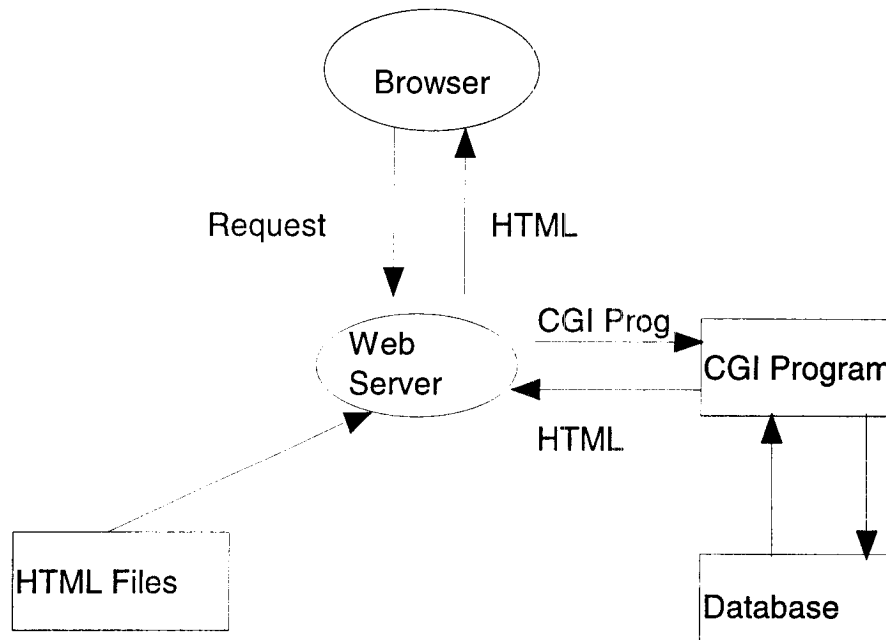 Browser
Request
HTML
Web
Server
CGI Prog
CGI Program
HTML
HTML Files
Database